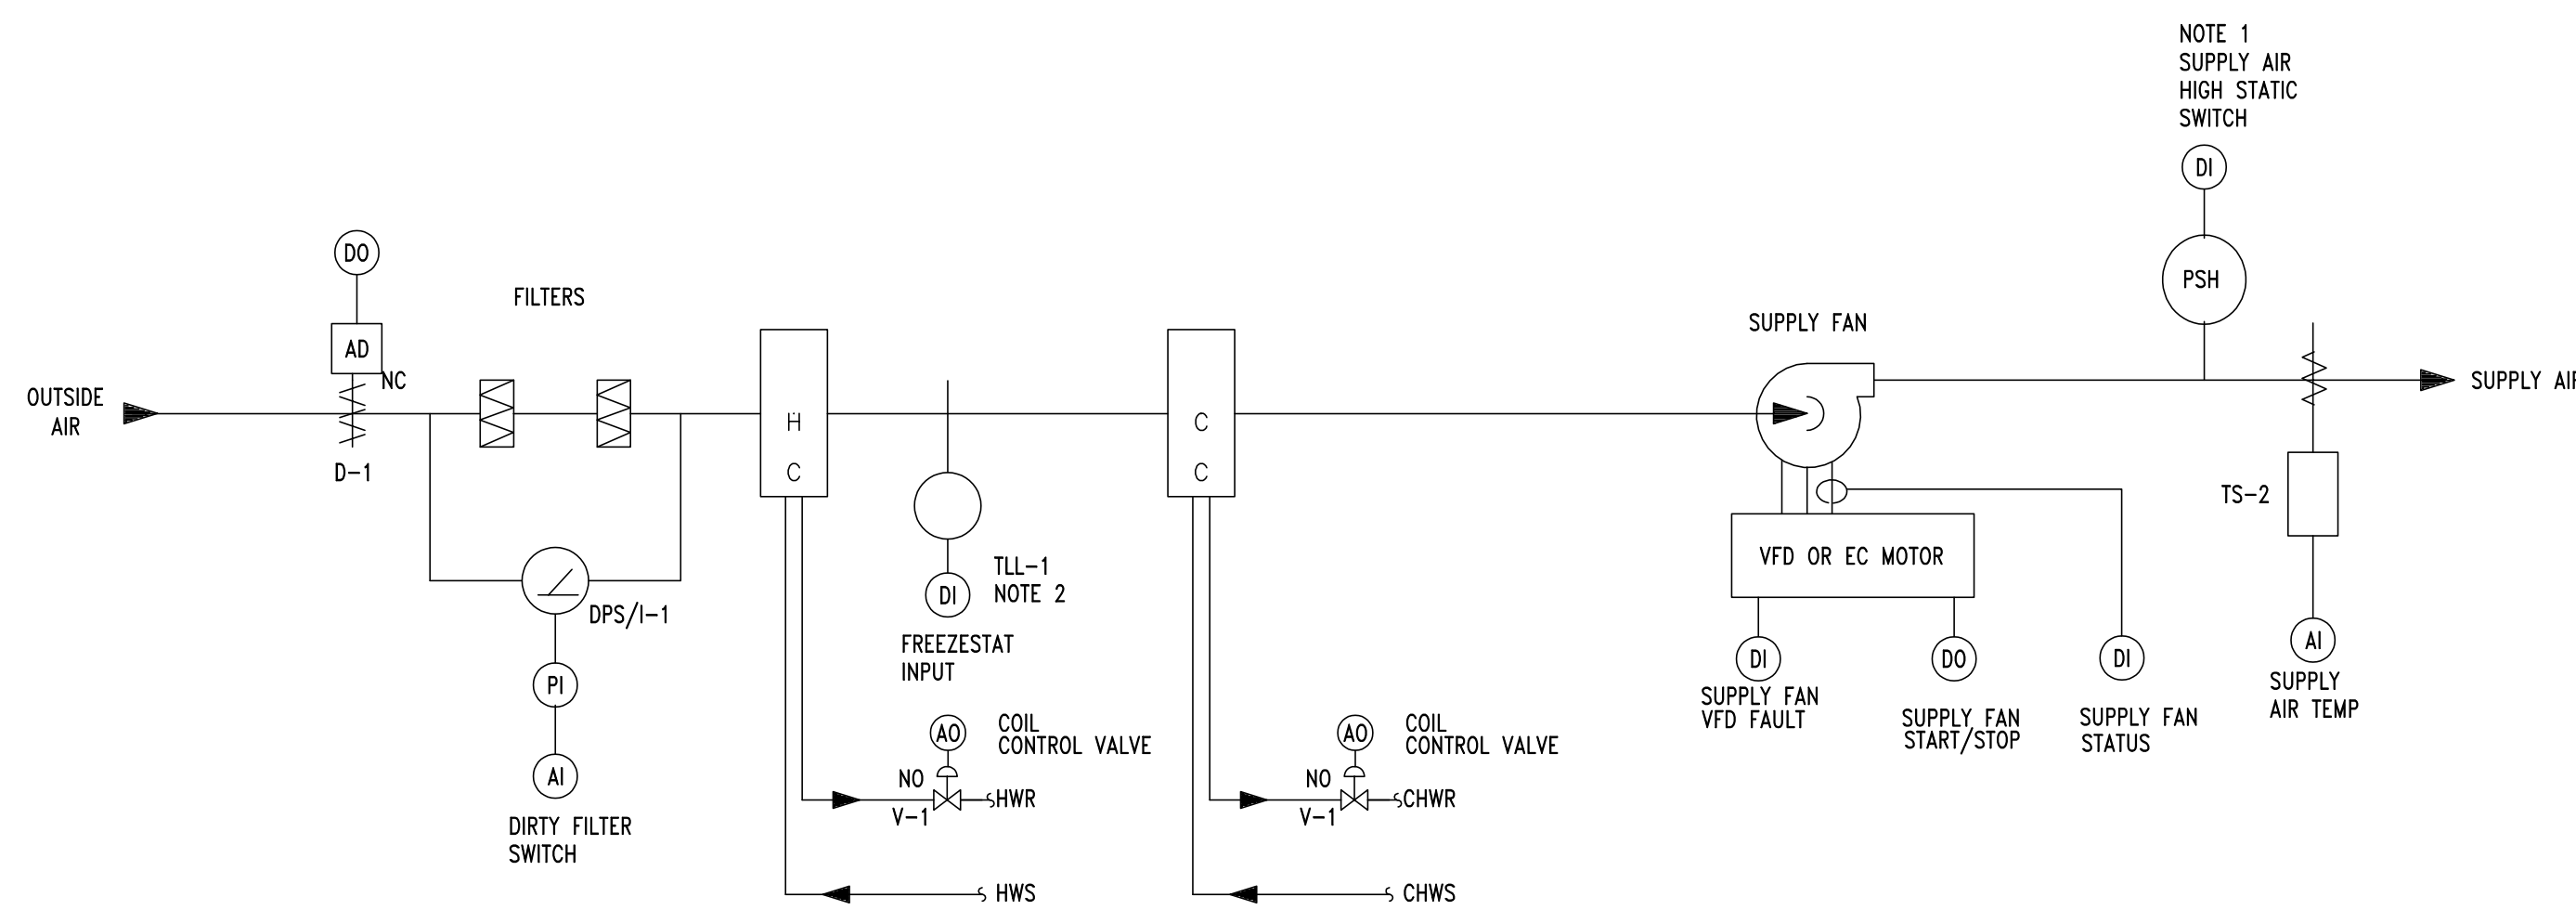 NOTE 1
SUPPLY AIR
HIGH STATIC
SWITCH
DI
PSH
DO
AD
NC
D-1
OUTSIDE
AIR
FILTERS
DPS/I-1
PI
AI
DIRTY FILTER
SWITCH
H
C
TLL-1
NOTE 2
DI
FREEZESTAT
INPUT
AO
COIL
CONTROL VALVE
NO
V-1
HWR
HWS
C
C
AO
COIL
CONTROL VALVE
NO
V-1
CHWR
CHWS
SUPPLY FAN
VFD OR EC MOTOR
DI
SUPPLY FAN
VFD FAULT
DO
SUPPLY FAN
START/STOP
DI
SUPPLY FAN
STATUS
SUPPLY AIR
TS-2
AI
SUPPLY
AIR TEMP